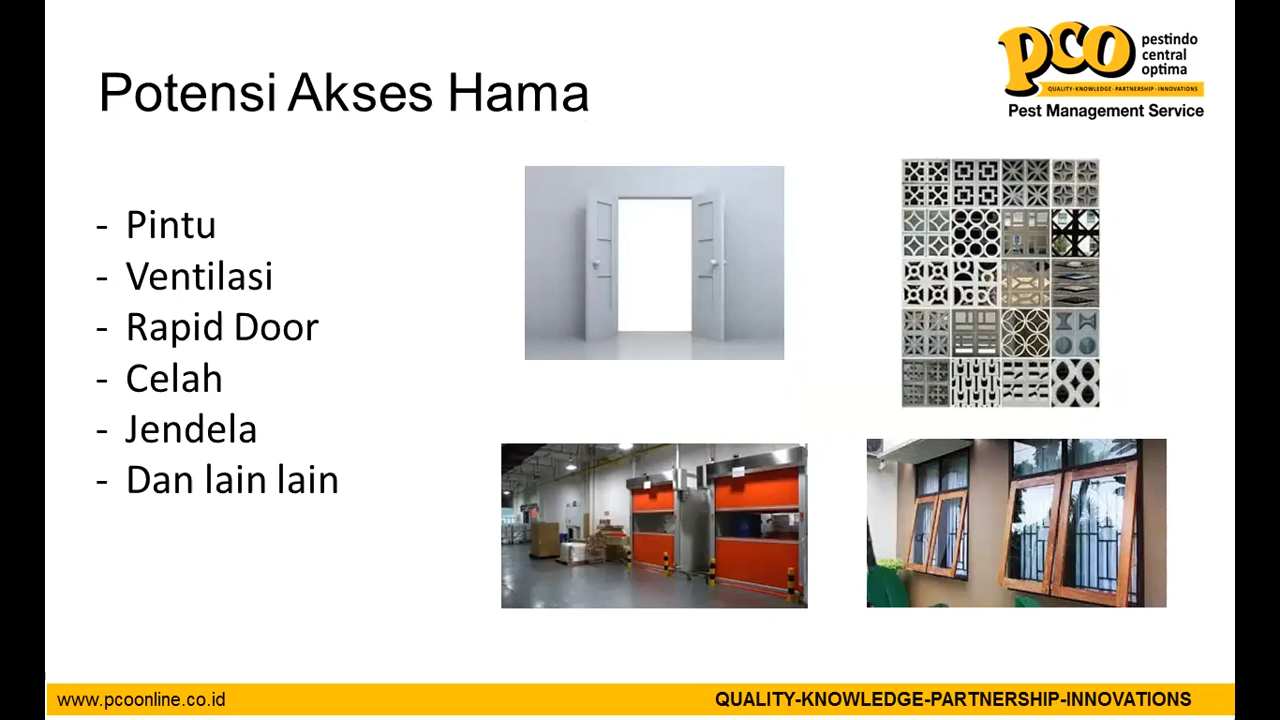 Potensi Akses Hama
pco
pestindo
central
optima
QUALITY-KNOWLEDGE-PARTNERSHIP-INNOVATIONS
Pest Management Service
- Pintu
- Ventilasi
- Rapid Door
- Celah
- Jendela
- Dan lain lain
www.pcoonline.co.id
QUALITY-KNOWLEDGE-PARTNERSHIP-INNOVATIONS